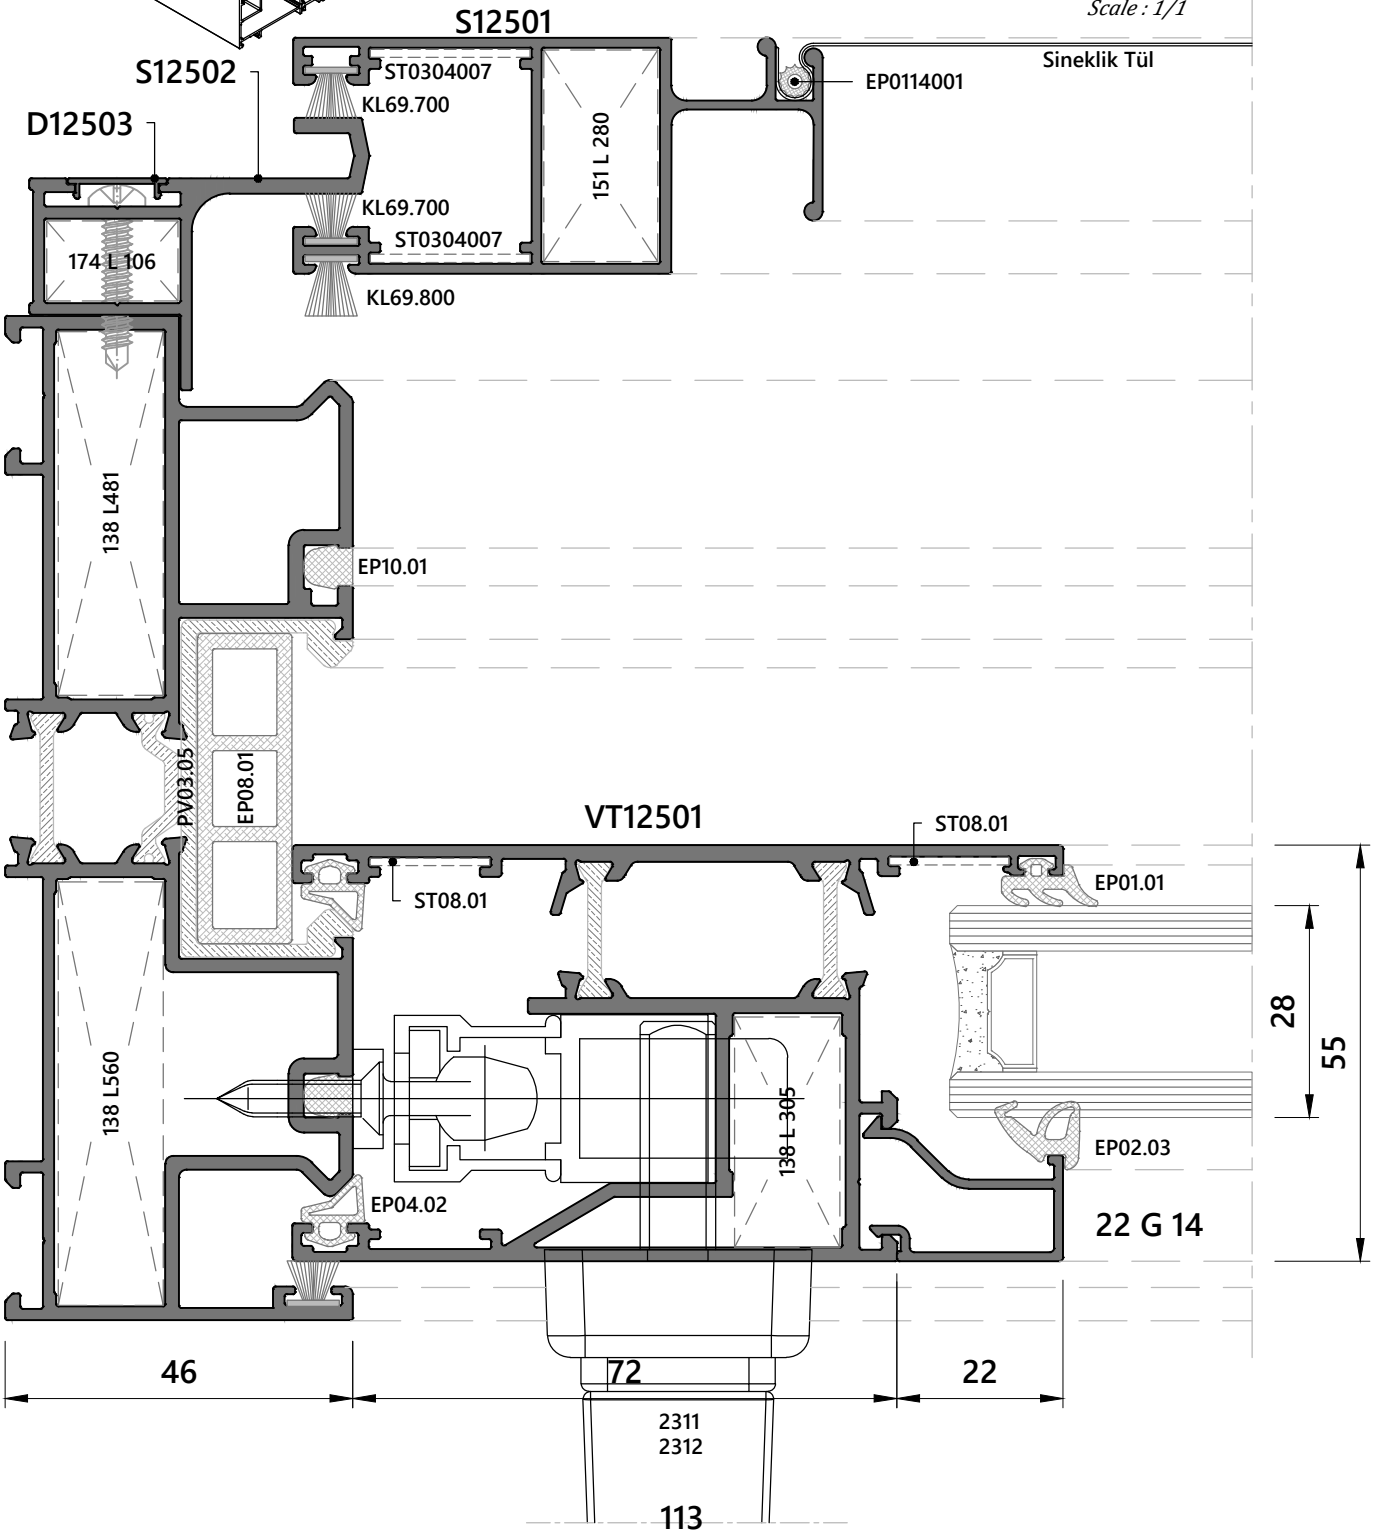 Scale : 1/1
S12501
Sineklik Tül
S12502
ST0304007
EP0114001
KL69.700
D12503
151 L 280
KL69.700
ST0304007
174 L 106
KL69.800
138 L481
EP10.01
PV03.05
EP08.01
VT12501
ST08.01
EP01.01
ST08.01
28
55
138 L560
138 L 305
EP02.03
EP04.02
22 G 14
46
72
22
2311
2312
113